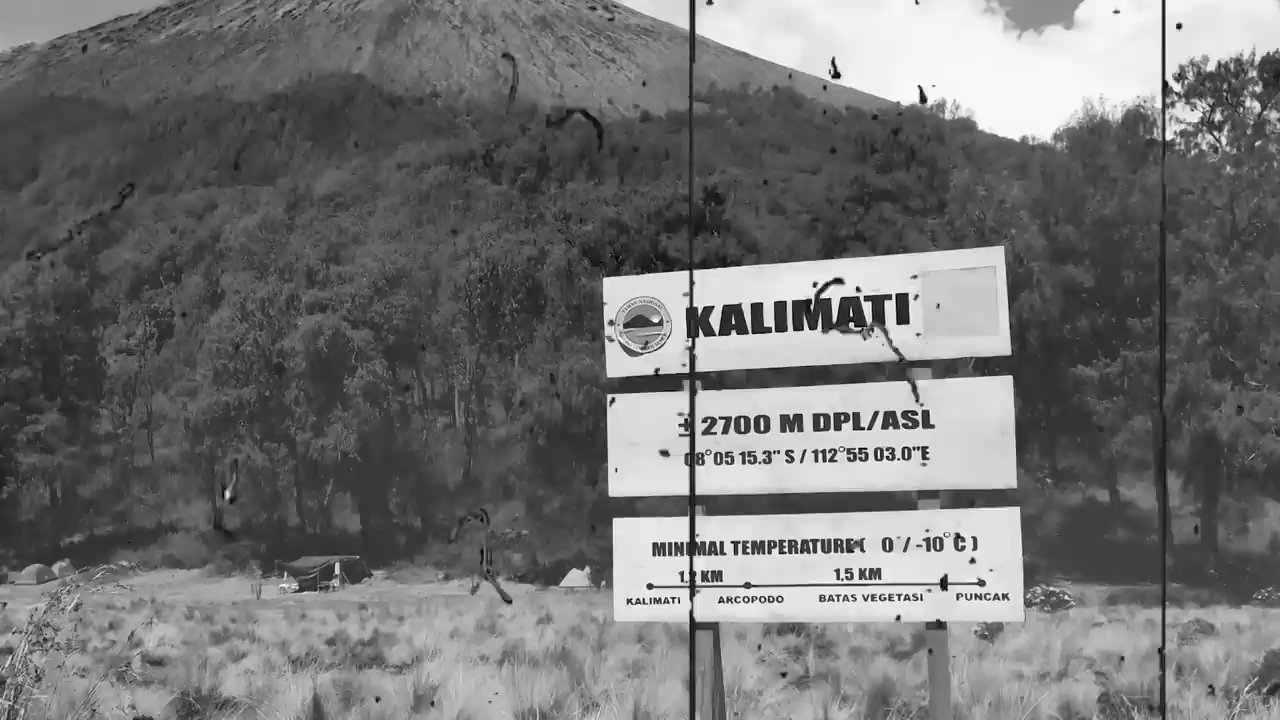 KALIMATI
± 2700 M DPL/ASL
08°05 15.3" S / 112°55 03.0"E
MINIMAL TEMPERATURE ( 0°/ -10°C )
1,2 KM 1,5 KM
KALIMATI ARCOPODO BATAS VEGETASI PUNCAK